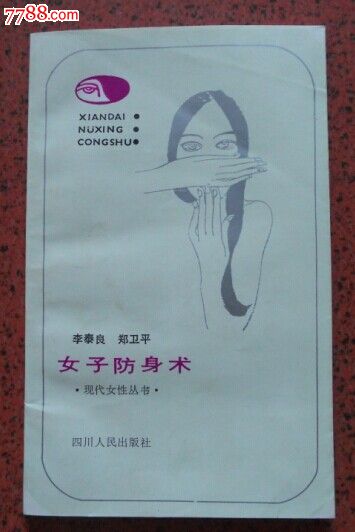 7788.com
XIANDAI •
NÜXING •
CONGSHU•
李泰良 郑卫平
女子防身术
·现代女性丛书·
四川人民出版社